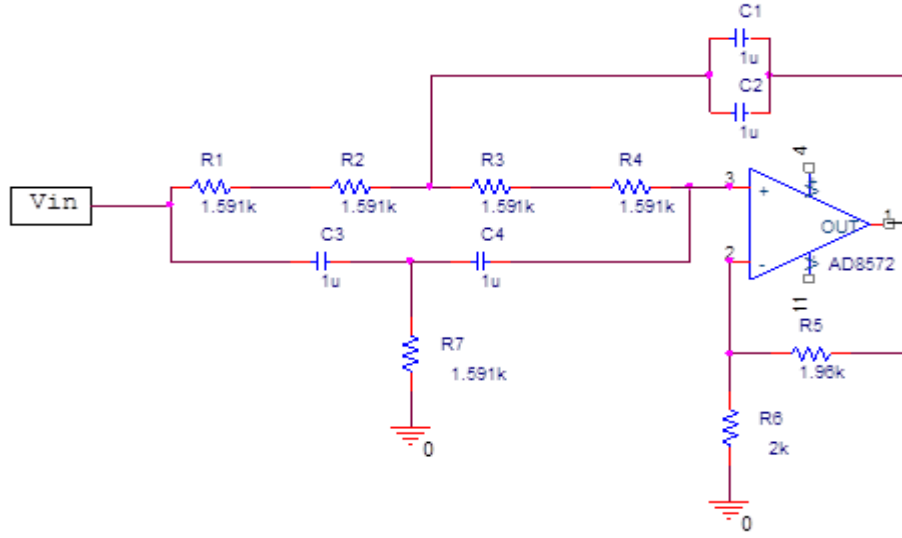 C1
1u
C2
1u
R1
R2
R3
R4
1.591k
1.591k
1.591k
1.591k
Vin
3
+
4
V+
OUT
1
2
-
V-
AD8572
11
C3
1u
C4
1u
R7
1.591k
0
R5
1.96k
R6
2k
0